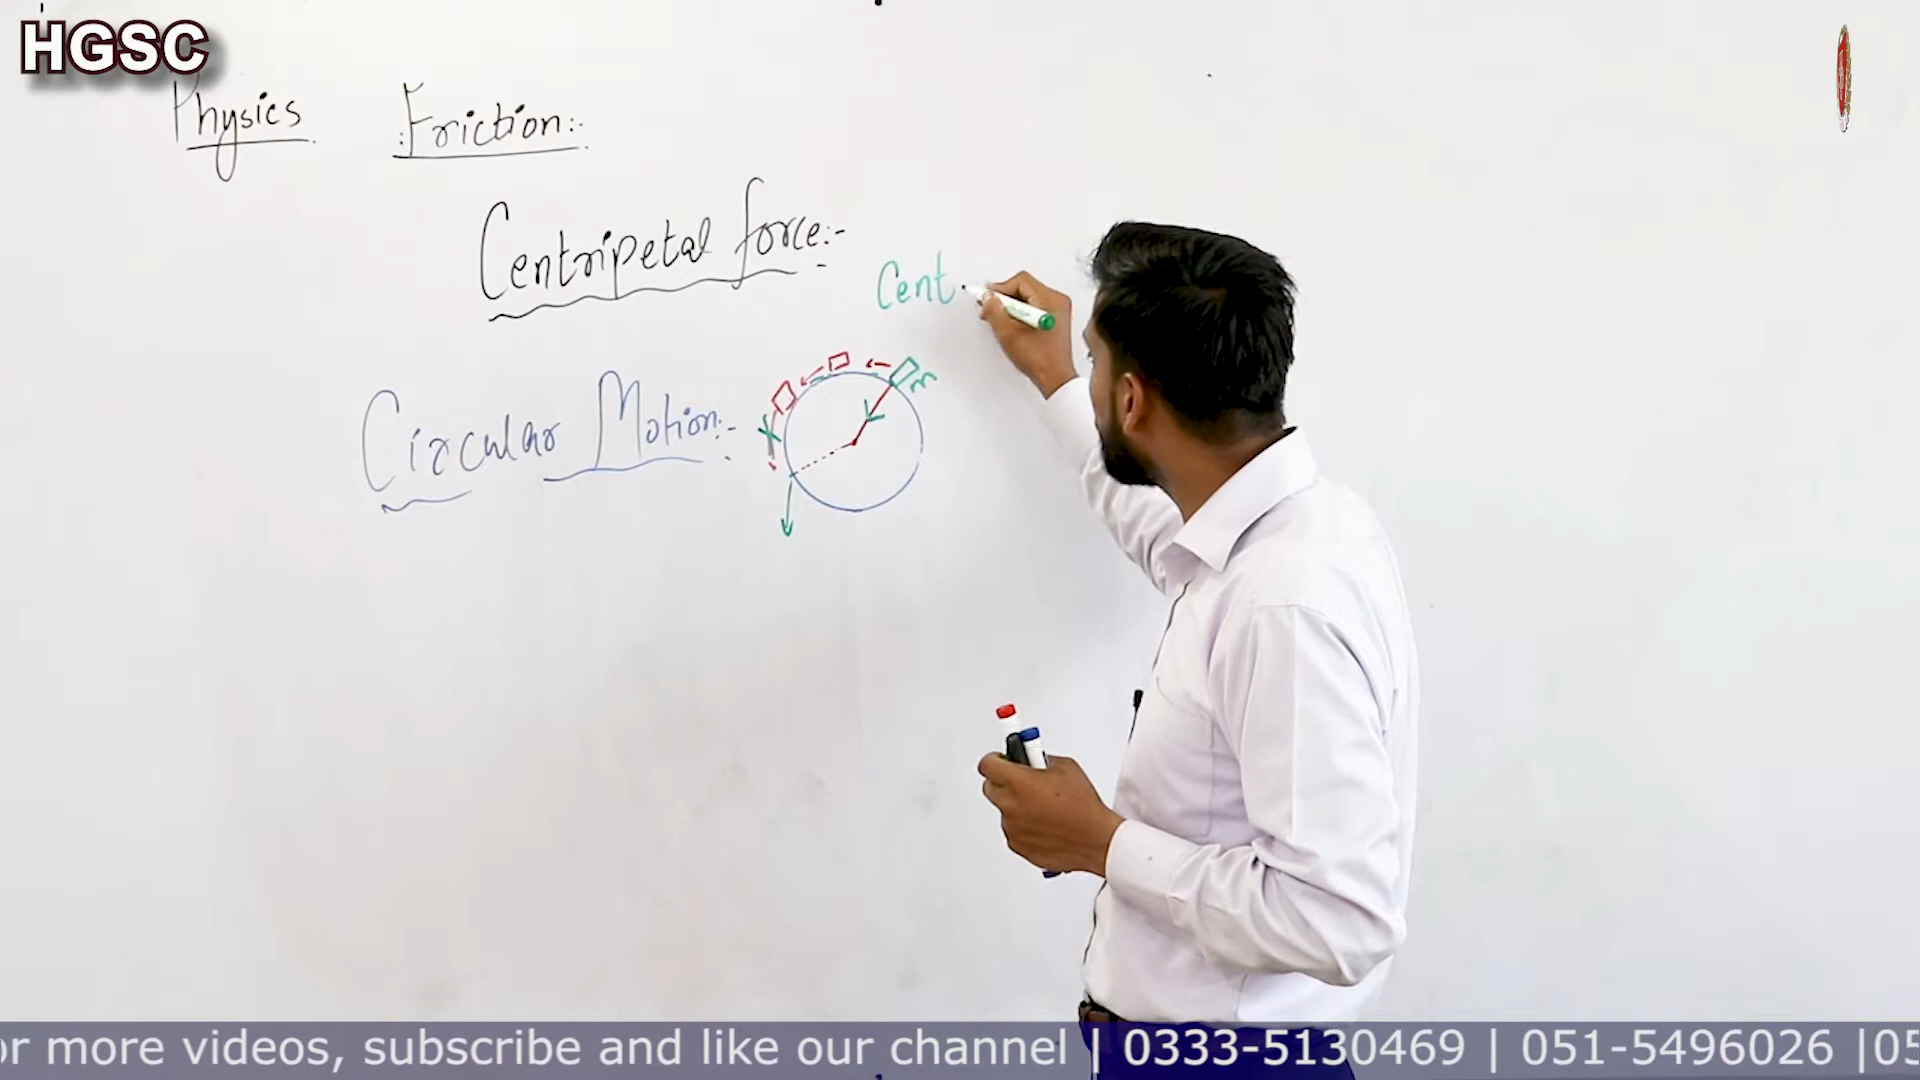 HGSC
Physics Friction:-
Centripetal force:-
Cent
m
Circular Motion:-
or more videos, subscribe and like our channel | 0333-5130469 | 051-5496026 |05